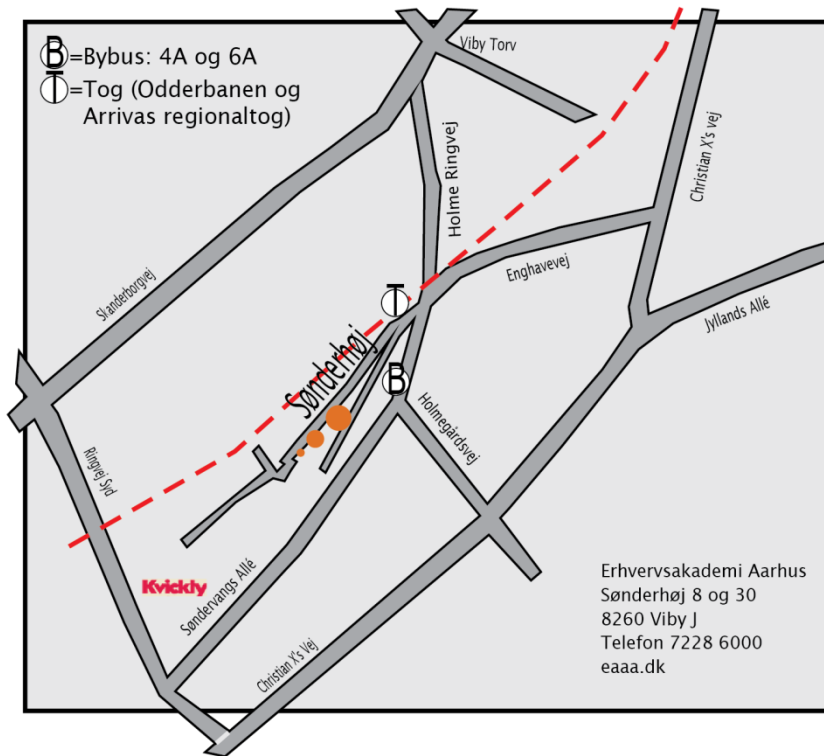 B=Bybus: 4A og 6A
T=Tog (Odderbanen og
Arrivas regionaltog)
Viby Torv
Christian X's vej
Holme Ringvej
Enghavevej
Skanderborgvej
T
Jyllands Allé
Sønderhøj
B
Holmegårdsvej
Ringvej Syd
Kvickly
Søndervangs Allé
Christian X's Vej
Erhvervsakademi Aarhus
Sønderhøj 8 og 30
8260 Viby J
Telefon 7228 6000
eaaa.dk